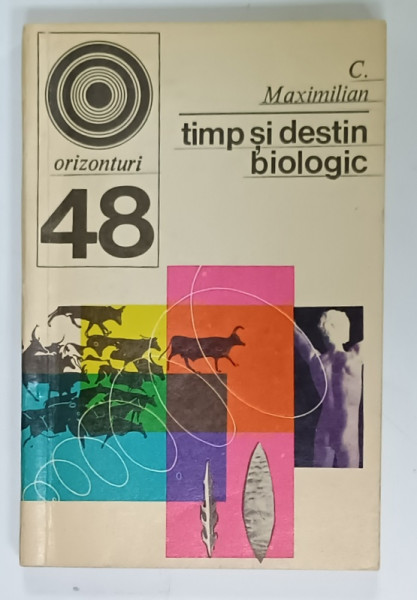 orizonturi
48
C.
Maximilian
timp și destin
biologic